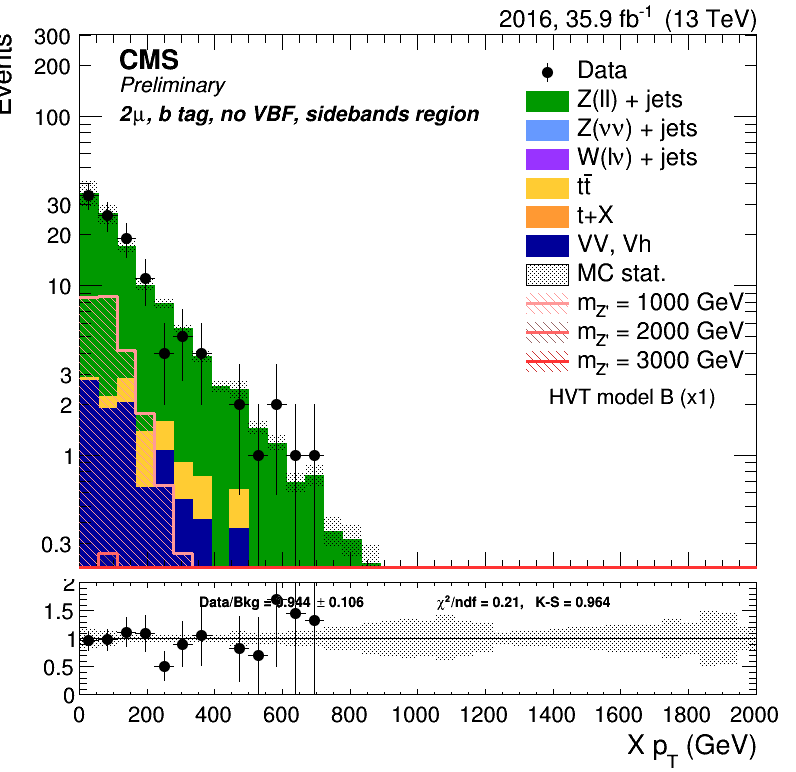 2016, 35.9 fb⁻¹ (13 TeV)
Events
300
200
100
30
20
10
3
2
1
0.3
CMS
Preliminary
2μ, b tag, no VBF, sidebands region
Data
Z(ll) + jets
Z(νν) + jets
W(lν) + jets
tt̄
t+X
VV, Vh
MC stat.
m_Z' = 1000 GeV
m_Z' = 2000 GeV
m_Z' = 3000 GeV
HVT model B (x1)
2
1.5
1
0.5
0
Data/Bkg = 0.944 ± 0.106
χ²/ndf = 0.21, K-S = 0.964
0 200 400 600 800 1000 1200 1400 1600 1800 2000
X p_T (GeV)